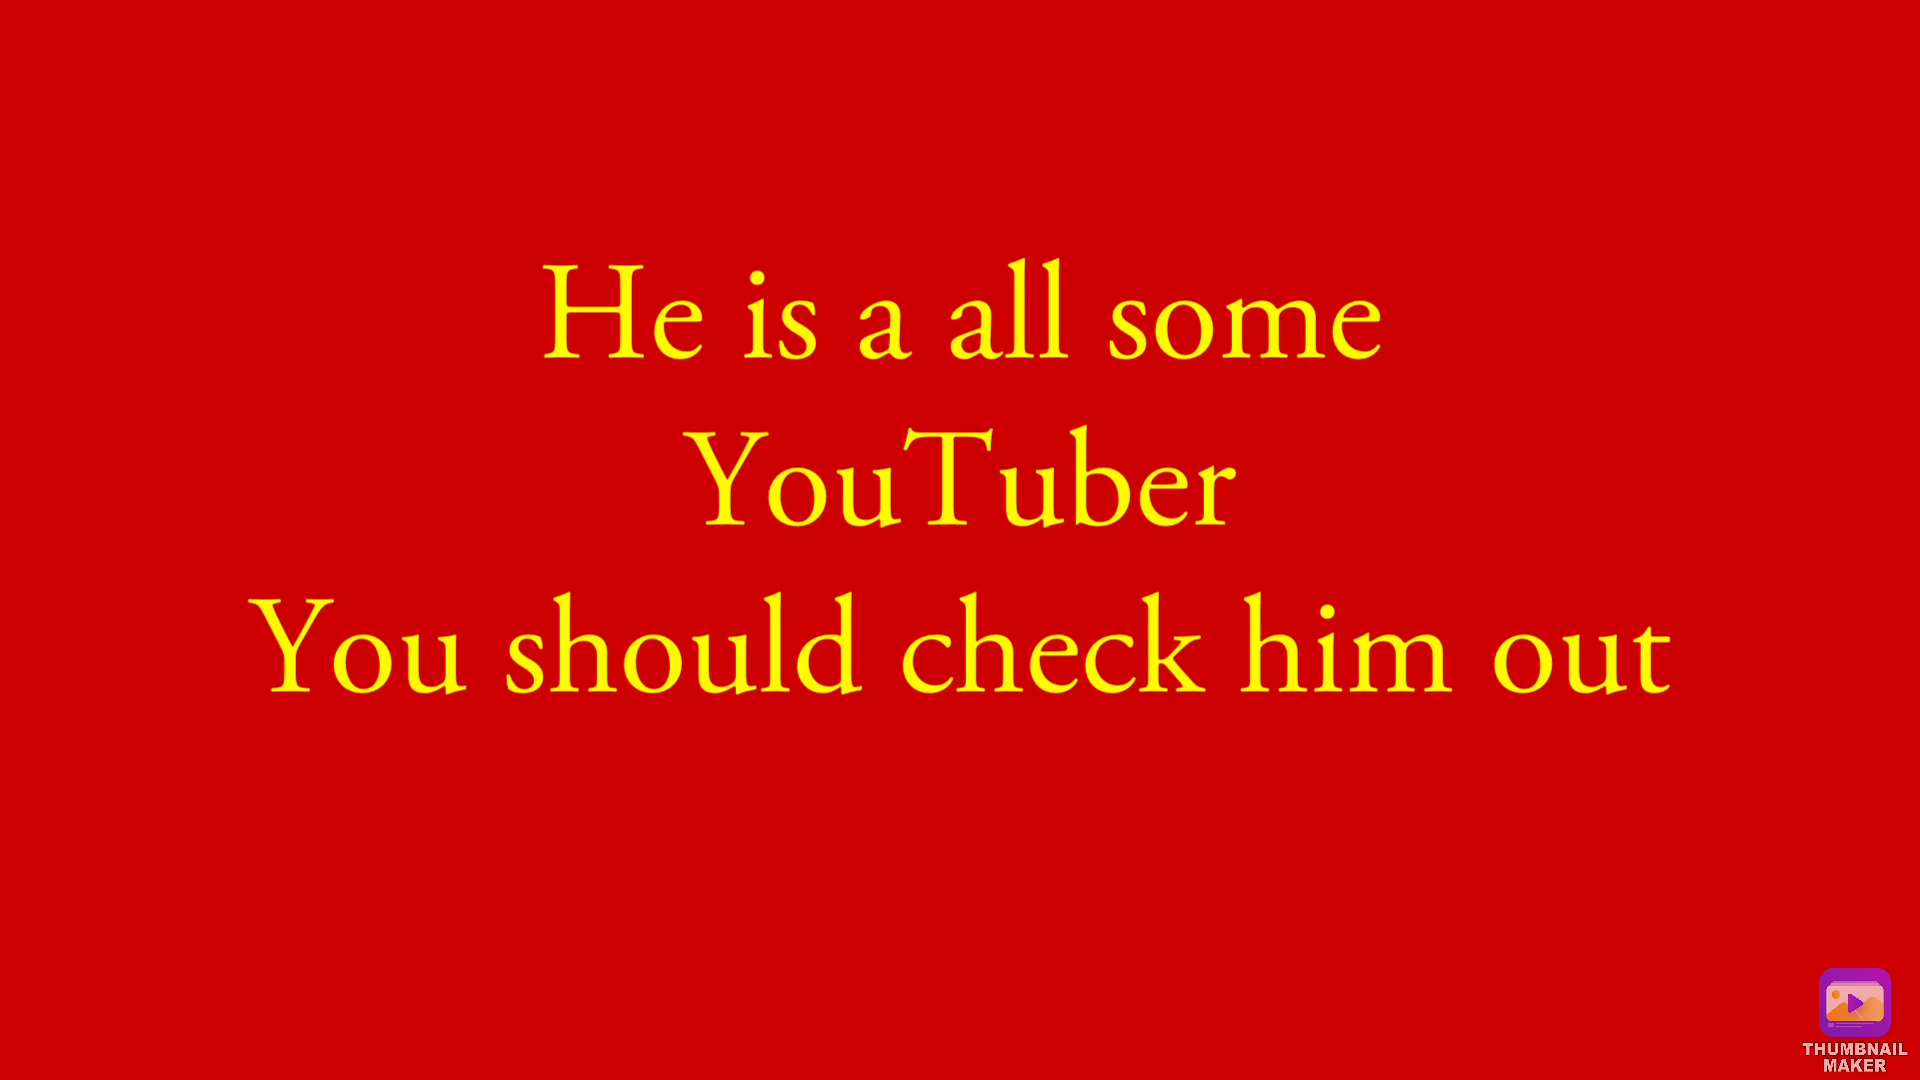 He is a all some
YouTuber
You should check him out
THUMBNAIL
MAKER